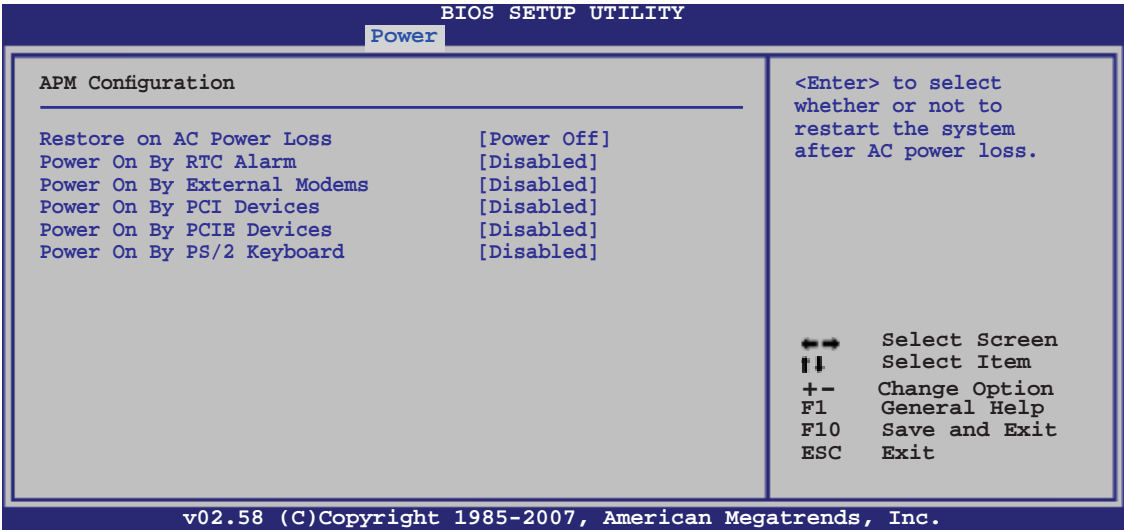 BIOS SETUP UTILITY
Power
APM Configuration
Restore on AC Power Loss [Power Off]
Power On By RTC Alarm [Disabled]
Power On By External Modems [Disabled]
Power On By PCI Devices [Disabled]
Power On By PCIE Devices [Disabled]
Power On By PS/2 Keyboard [Disabled]
<Enter> to select
whether or not to
restart the system
after AC power loss.
←→ Select Screen
↑↓ Select Item
+- Change Option
F1 General Help
F10 Save and Exit
ESC Exit
v02.58 (C)Copyright 1985-2007, American Megatrends, Inc.